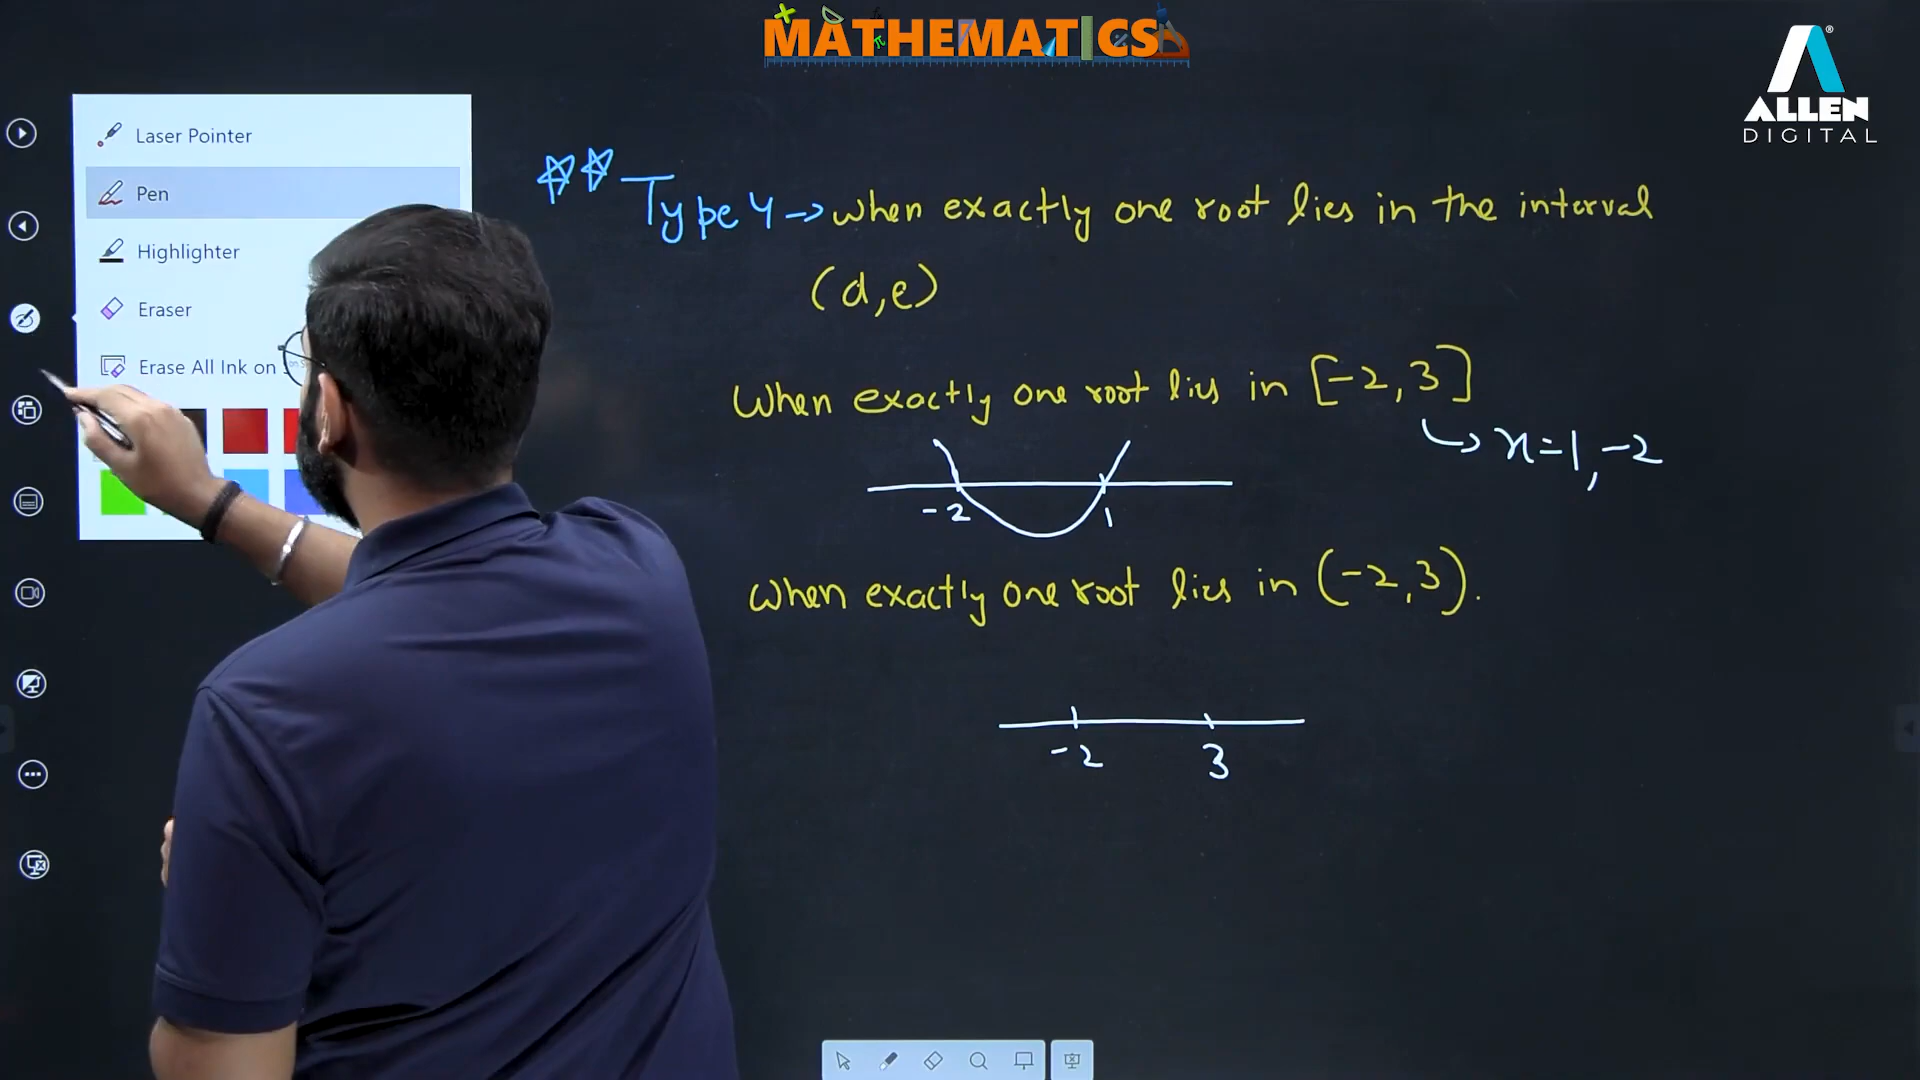 MATHEMATICS
ALLEN
DIGITAL
Laser Pointer
Pen
Highlighter
Eraser
Erase All Ink on
Type 4 → when exactly one root lies in the interval
(d,e)
When exactly one root lies in [-2, 3]
→ x=1, -2
-2 1
When exactly one root lies in (-2, 3).
-2 3